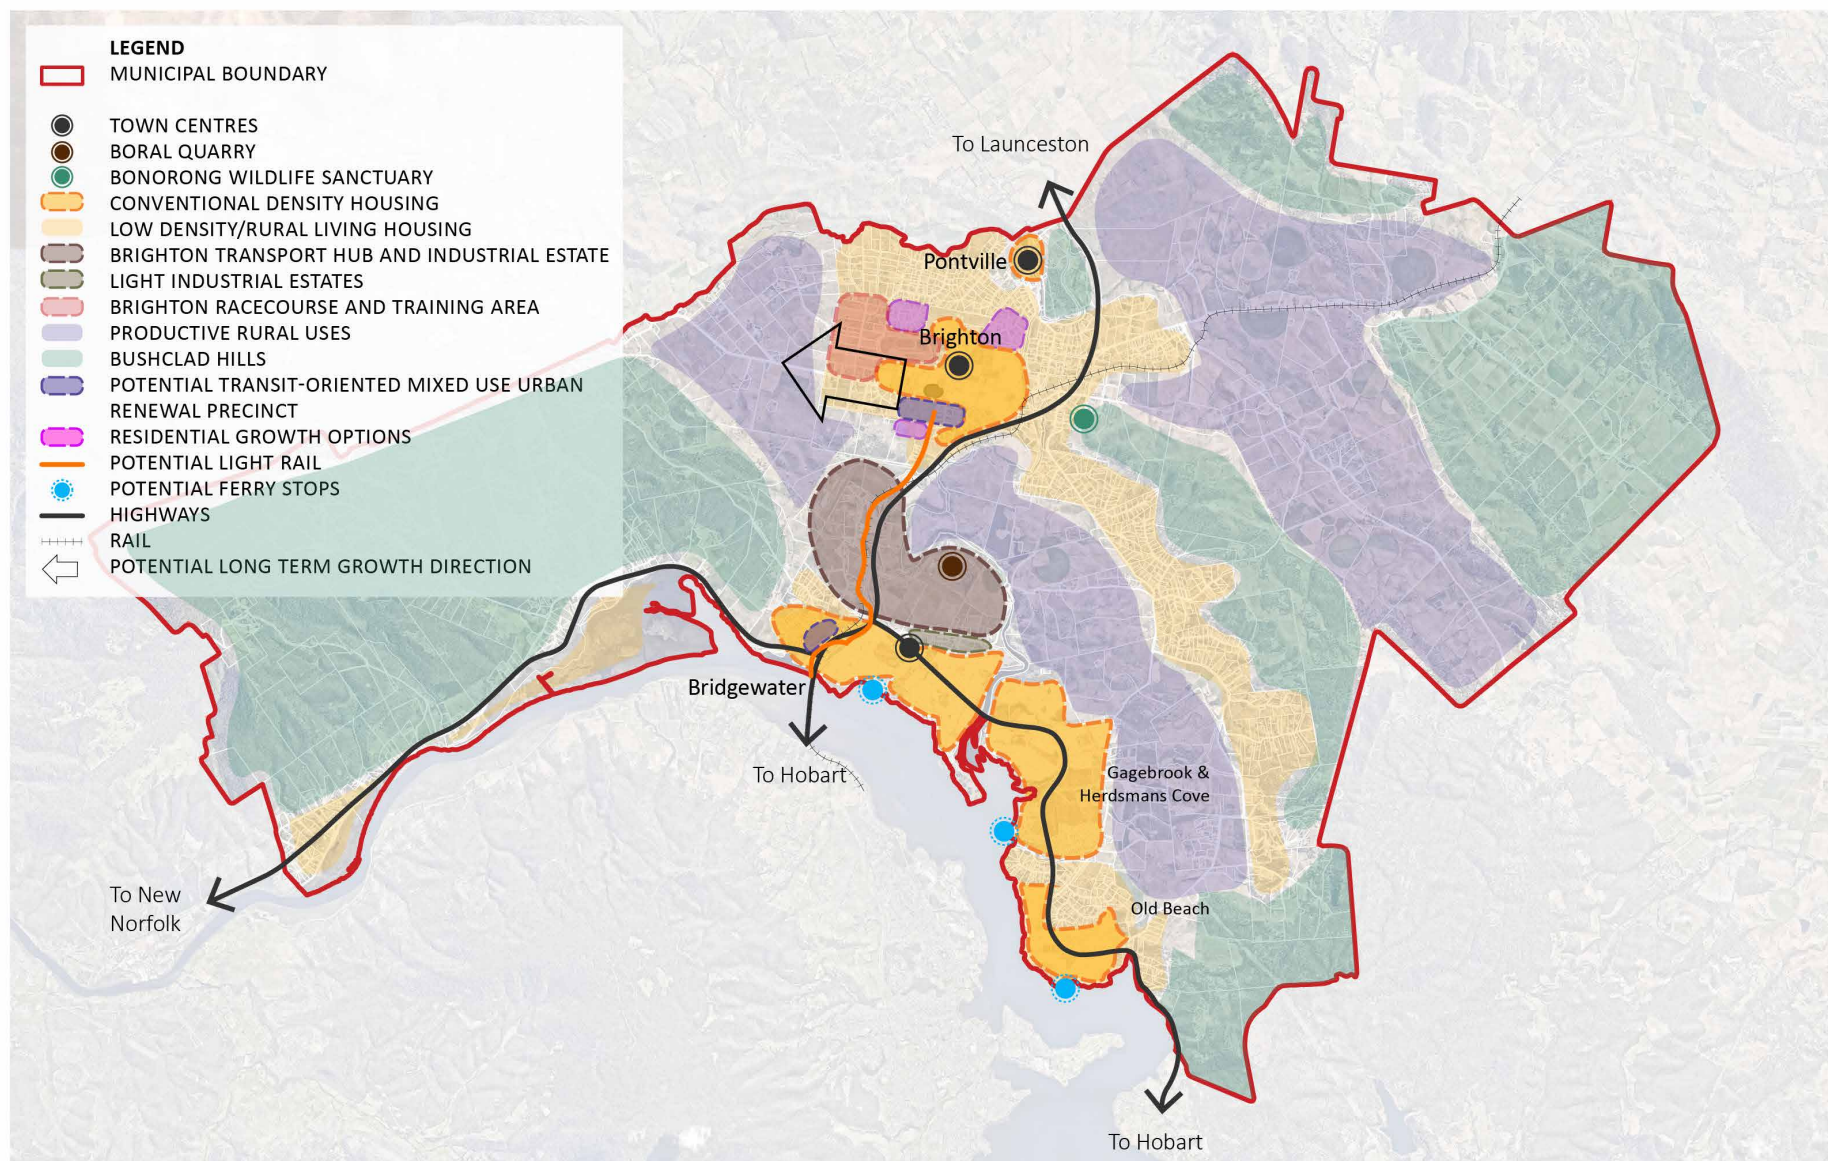 LEGEND
MUNICIPAL BOUNDARY
TOWN CENTRES
BORAL QUARRY
BONORONG WILDLIFE SANCTUARY
CONVENTIONAL DENSITY HOUSING
LOW DENSITY/RURAL LIVING HOUSING
BRIGHTON TRANSPORT HUB AND INDUSTRIAL ESTATE
LIGHT INDUSTRIAL ESTATES
BRIGHTON RACECOURSE AND TRAINING AREA
PRODUCTIVE RURAL USES
BUSHCLAD HILLS
POTENTIAL TRANSIT-ORIENTED MIXED USE URBAN
RENEWAL PRECINCT
RESIDENTIAL GROWTH OPTIONS
POTENTIAL LIGHT RAIL
POTENTIAL FERRY STOPS
HIGHWAYS
RAIL
POTENTIAL LONG TERM GROWTH DIRECTION
To Launceston
Pontville
Brighton
Bridgewater
To Hobart
Gagebrook &
Herdsmans Cove
To New
Norfolk
Old Beach
To Hobart